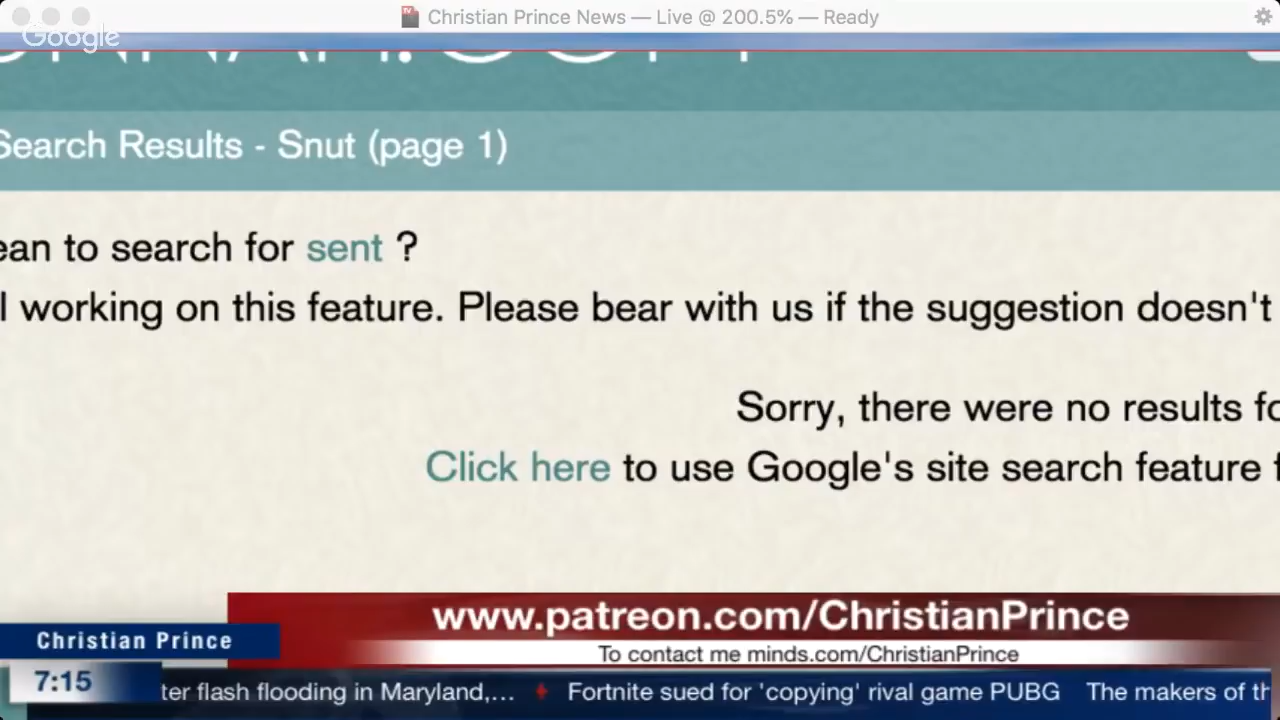 Christian Prince News — Live @ 200.5% — Ready
Google
Search Results - Snut (page 1)
ean to search for sent ?
l working on this feature. Please bear with us if the suggestion doesn't
Sorry, there were no results fo
Click here to use Google's site search feature f
www.patreon.com/ChristianPrince
Christian Prince
To contact me minds.com/ChristianPrince
7:15
ter flash flooding in Maryland,... Fortnite sued for 'copying' rival game PUBG The makers of th